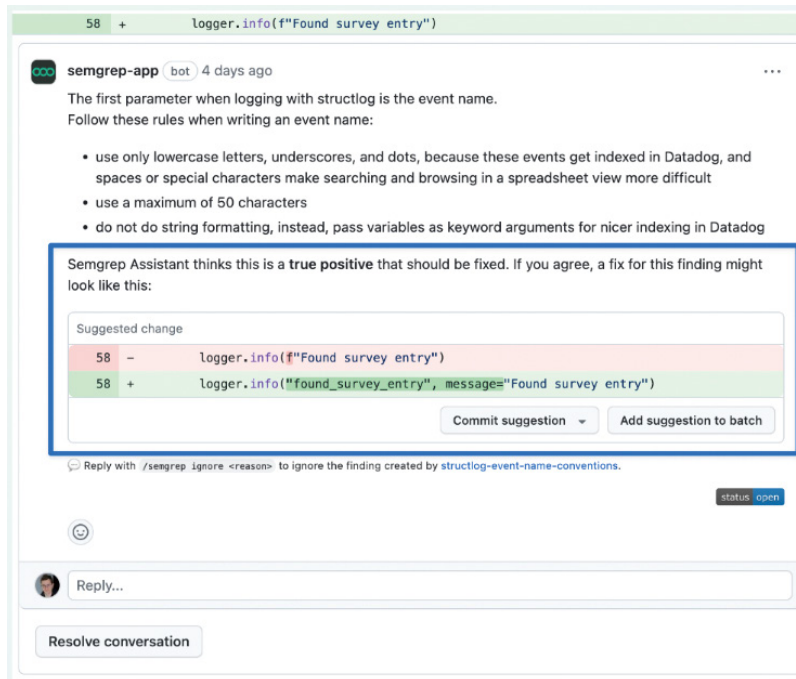 58 + logger.info(f"Found survey entry")
semgrep-app bot 4 days ago ...
The first parameter when logging with structlog is the event name.
Follow these rules when writing an event name:
• use only lowercase letters, underscores, and dots, because these events get indexed in Datadog, and
spaces or special characters make searching and browsing in a spreadsheet view more difficult
• use a maximum of 50 characters
• do not do string formatting, instead, pass variables as keyword arguments for nicer indexing in Datadog
Semgrep Assistant thinks this is a true positive that should be fixed. If you agree, a fix for this finding might
look like this:
Suggested change
58 - logger.info(f"Found survey entry")
58 + logger.info("found_survey_entry", message="Found survey entry")
Commit suggestion Add suggestion to batch
Reply with /semgrep ignore <reason> to ignore the finding created by structlog-event-name-conventions.
status open
Reply...
Resolve conversation